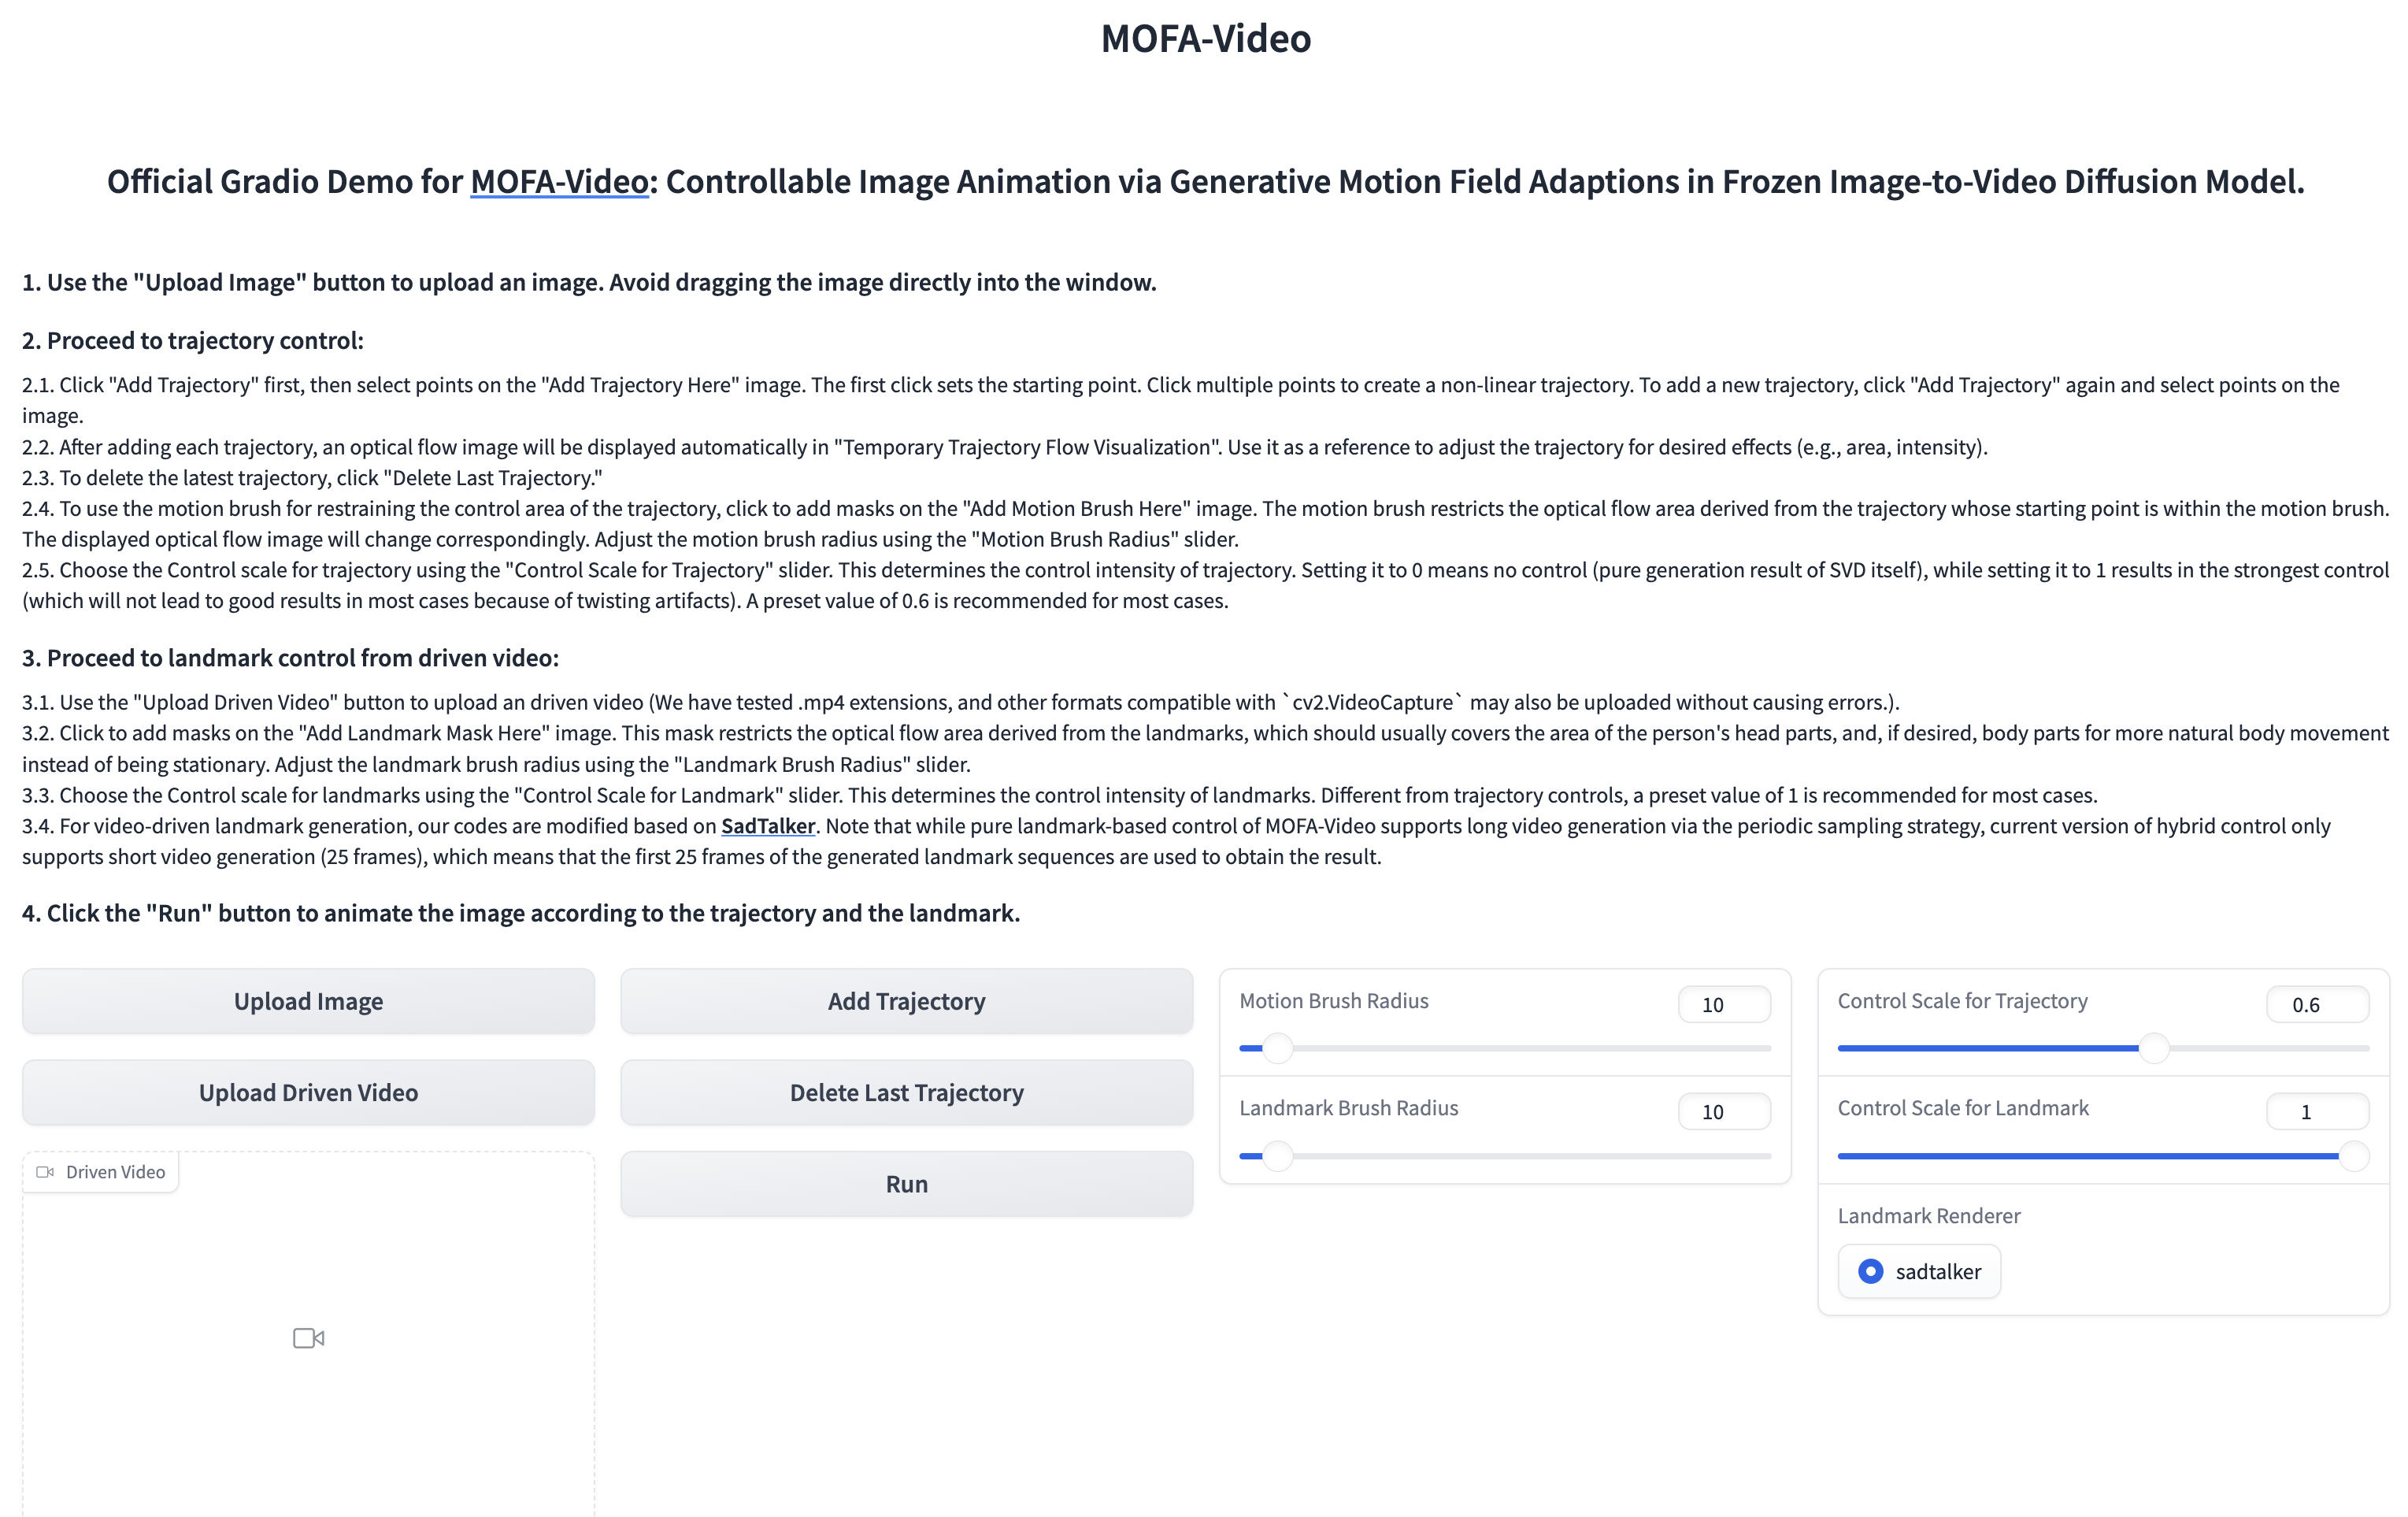 MOFA-Video
Official Gradio Demo for MOFA-Video: Controllable Image Animation via Generative Motion Field Adaptions in Frozen Image-to-Video Diffusion Model.
1. Use the "Upload Image" button to upload an image. Avoid dragging the image directly into the window.
2. Proceed to trajectory control:
2.1. Click "Add Trajectory" first, then select points on the "Add Trajectory Here" image. The first click sets the starting point. Click multiple points to create a non-linear trajectory. To add a new trajectory, click "Add Trajectory" again and select points on the
image.
2.2. After adding each trajectory, an optical flow image will be displayed automatically in "Temporary Trajectory Flow Visualization". Use it as a reference to adjust the trajectory for desired effects (e.g., area, intensity).
2.3. To delete the latest trajectory, click "Delete Last Trajectory."
2.4. To use the motion brush for restraining the control area of the trajectory, click to add masks on the "Add Motion Brush Here" image. The motion brush restricts the optical flow area derived from the trajectory whose starting point is within the motion brush.
The displayed optical flow image will change correspondingly. Adjust the motion brush radius using the "Motion Brush Radius" slider.
2.5. Choose the Control scale for trajectory using the "Control Scale for Trajectory" slider. This determines the control intensity of trajectory. Setting it to 0 means no control (pure generation result of SVD itself), while setting it to 1 results in the strongest control
(which will not lead to good results in most cases because of twisting artifacts). A preset value of 0.6 is recommended for most cases.
3. Proceed to landmark control from driven video:
3.1. Use the "Upload Driven Video" button to upload an driven video (We have tested .mp4 extensions, and other formats compatible with `cv2.VideoCapture` may also be uploaded without causing errors.).
3.2. Click to add masks on the "Add Landmark Mask Here" image. This mask restricts the optical flow area derived from the landmarks, which should usually covers the area of the person's head parts, and, if desired, body parts for more natural body movement
instead of being stationary. Adjust the landmark brush radius using the "Landmark Brush Radius" slider.
3.3. Choose the Control scale for landmarks using the "Control Scale for Landmark" slider. This determines the control intensity of landmarks. Different from trajectory controls, a preset value of 1 is recommended for most cases.
3.4. For video-driven landmark generation, our codes are modified based on SadTalker. Note that while pure landmark-based control of MOFA-Video supports long video generation via the periodic sampling strategy, current version of hybrid control only
supports short video generation (25 frames), which means that the first 25 frames of the generated landmark sequences are used to obtain the result.
4. Click the "Run" button to animate the image according to the trajectory and the landmark.
Upload Image
Upload Driven Video
Driven Video
Add Trajectory
Delete Last Trajectory
Run
Motion Brush Radius 10
Landmark Brush Radius 10
Control Scale for Trajectory 0.6
Control Scale for Landmark 1
Landmark Renderer
sadtalker